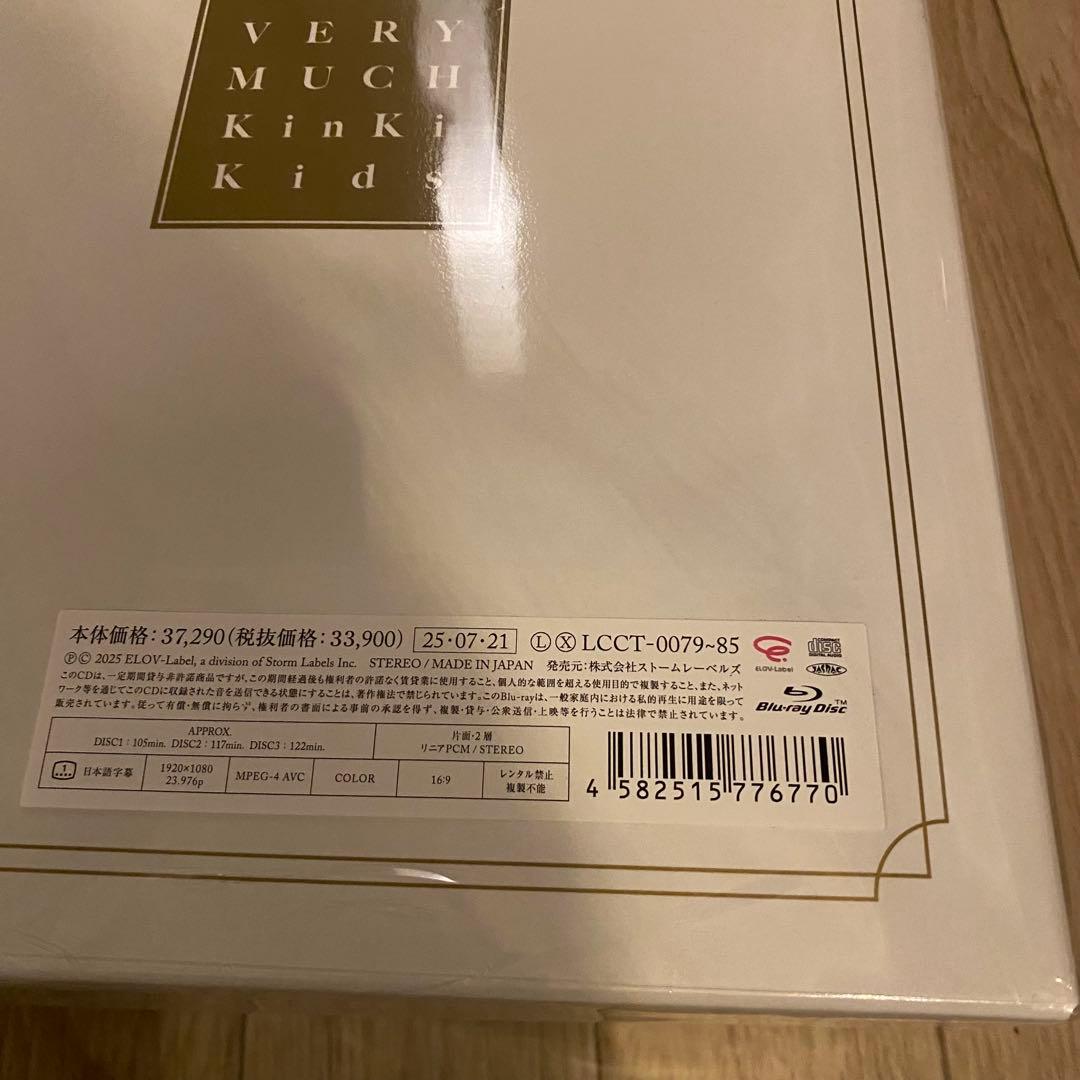 VERY
MUCH
KinKi
Kids
本体価格:37,290(税抜価格:33,900) 25・07・21 Ⓛ Ⓧ LCCT-0079~85
ⓅⒸ 2025 ELOV-Label, a division of Storm Labels Inc. STEREO / MADE IN JAPAN 発売元:株式会社ストームレーベルズ
このCDは、一定期間貸与非許諾商品ですが、この期間経過後も権利者の許諾なく賃貸業に使用すること、個人的な範囲を超える使用目的で複製すること、また、ネット
ワーク等を通じてこのCDに収録された音を送信できる状態にすることは、著作権法で禁じられています。このBlu-rayは、一般家庭内における私的再生に用途を限って
販売されています。従って有償・無償に拘らず、権利者の書面による事前の承認を得ず、複製・貸与・公衆送信・上映等を行うことは法律で禁止されています。
ELOV-Label
COMPACT
disc
DIGITAL AUDIO
Blu-ray Disc™
APPROX.
DISC1:105min. DISC2:117min. DISC3:122min.
片面・2層
リニアPCM / STEREO
1 日本語字幕
1920×1080
23.976p
MPEG-4 AVC
COLOR
16:9
レンタル禁止
複製不能
4 582515 776770